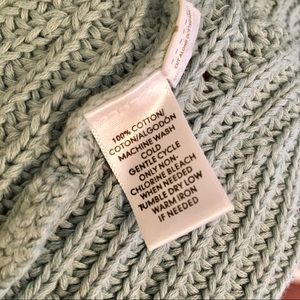 100% COTTON/
COTON/ALGODÓN
MACHINE WASH
COLD
GENTLE CYCLE
ONLY NON-
CHLORINE BLEACH
WHEN NEEDED
TUMBLE DRY LOW
WARM IRON
IF NEEDED